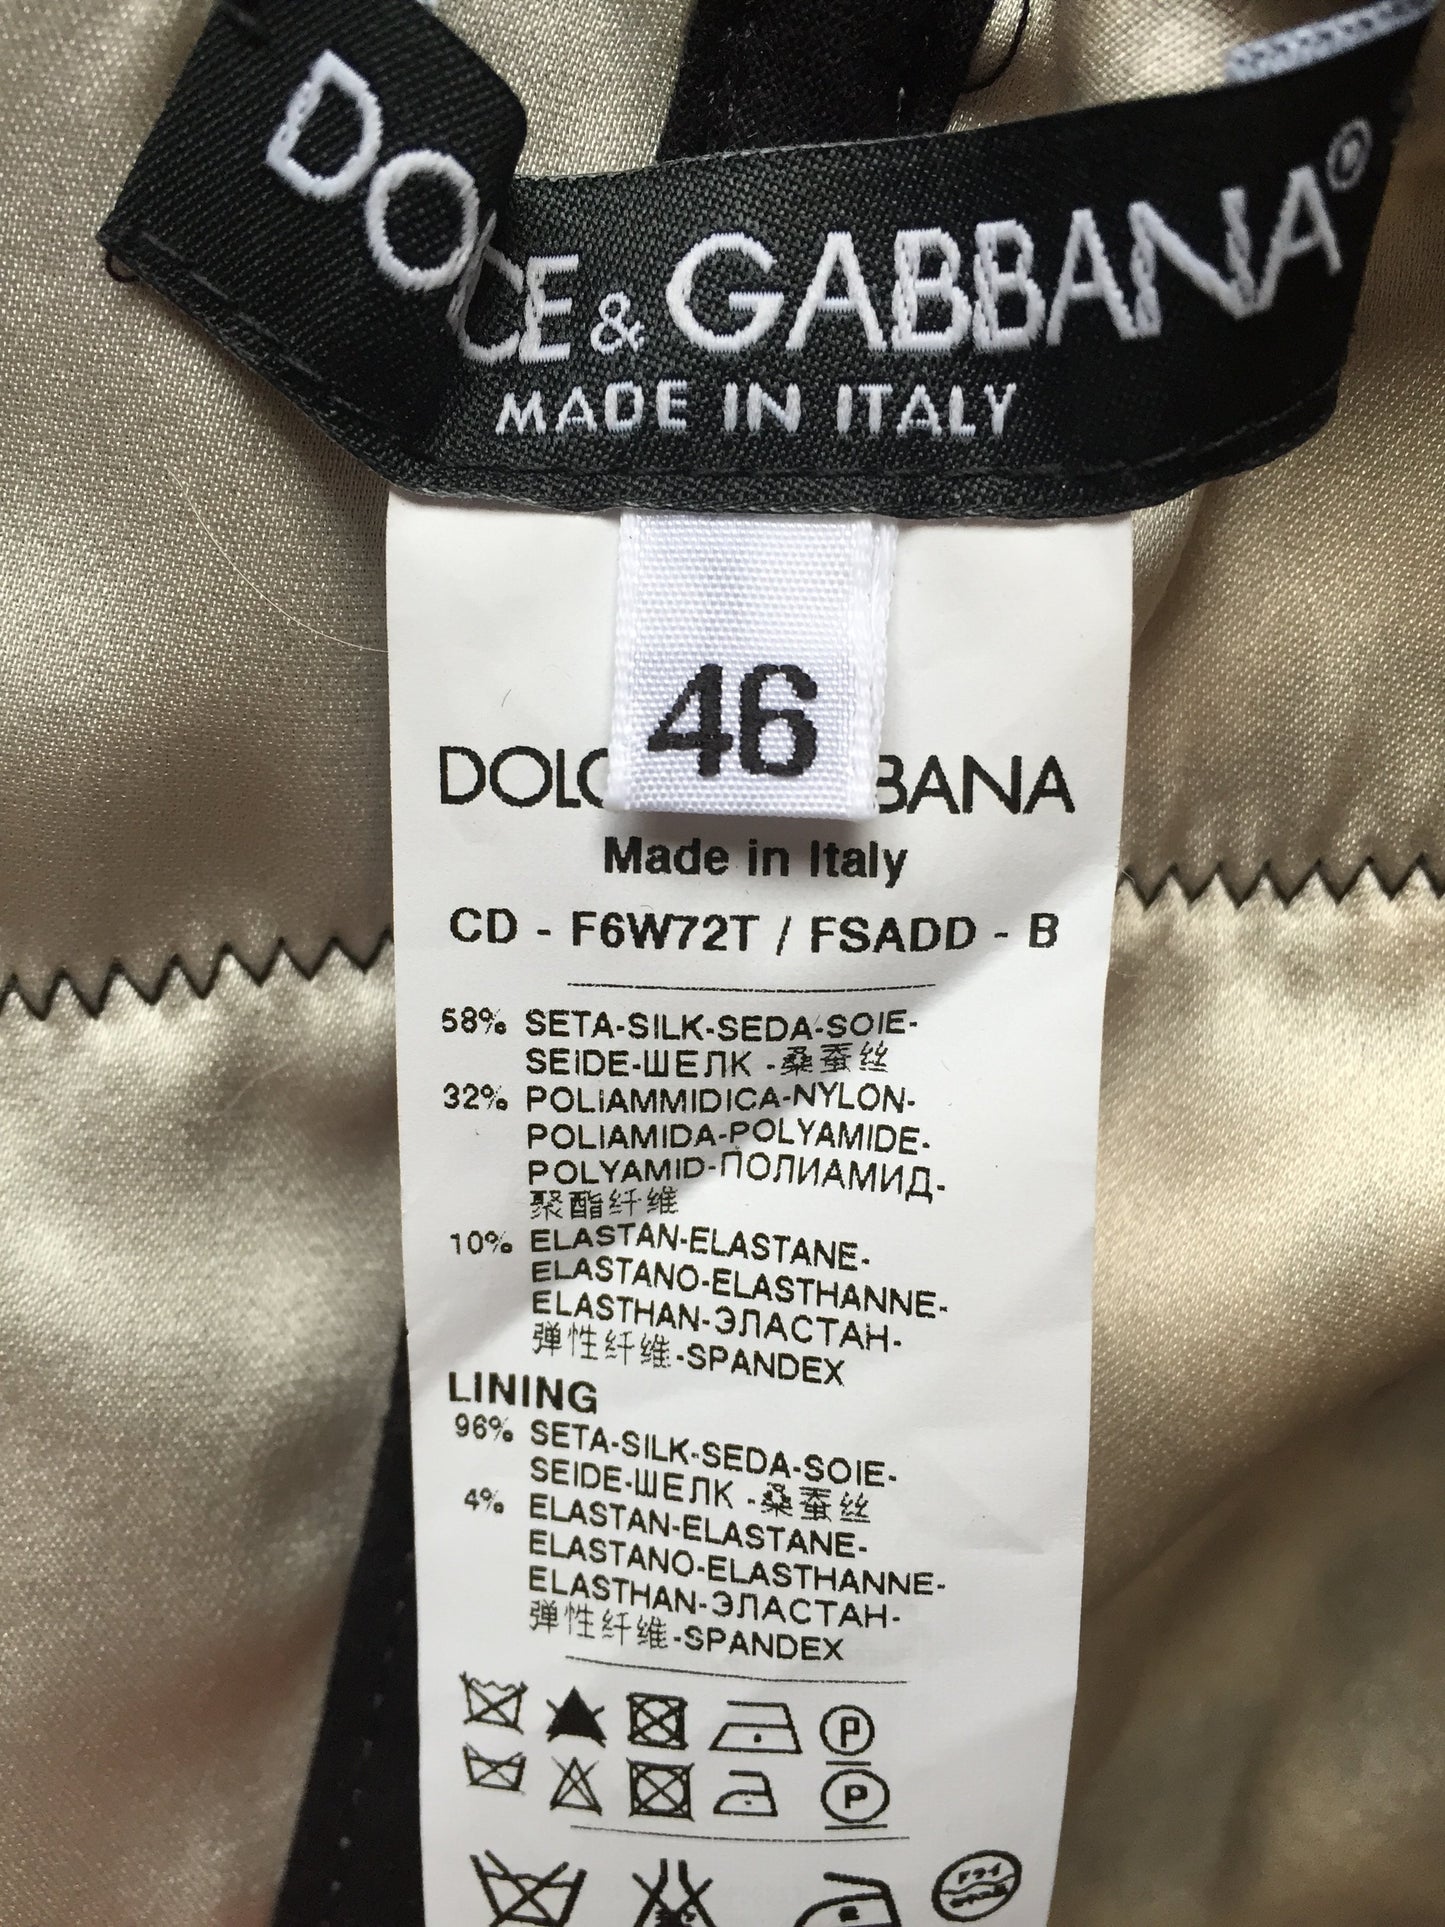 DOLCE & GABBANA®
MADE IN ITALY
46
DOLC BANA
Made in Italy
CD - F6W72T / FSADD - B
58% SETA-SILK-SEDA-SOIE-
SEIDE-ШЕЛК -桑蚕丝
32% POLIAMMIDICA-NYLON-
POLIAMIDA-POLYAMIDE-
POLYAMID-ПОЛИАМИД-
聚酯纤维
10% ELASTAN-ELASTANE-
ELASTANO-ELASTHANNE-
ELASTHAN-ЭЛАСТАН-
弹性纤维-SPANDEX
LINING
96% SETA-SILK-SEDA-SOIE-
SEIDE-ШЕЛК -桑蚕丝
4% ELASTAN-ELASTANE-
ELASTANO-ELASTHANNE-
ELASTHAN-ЭЛАСТАН-
弹性纤维-SPANDEX
P
P
ドライ